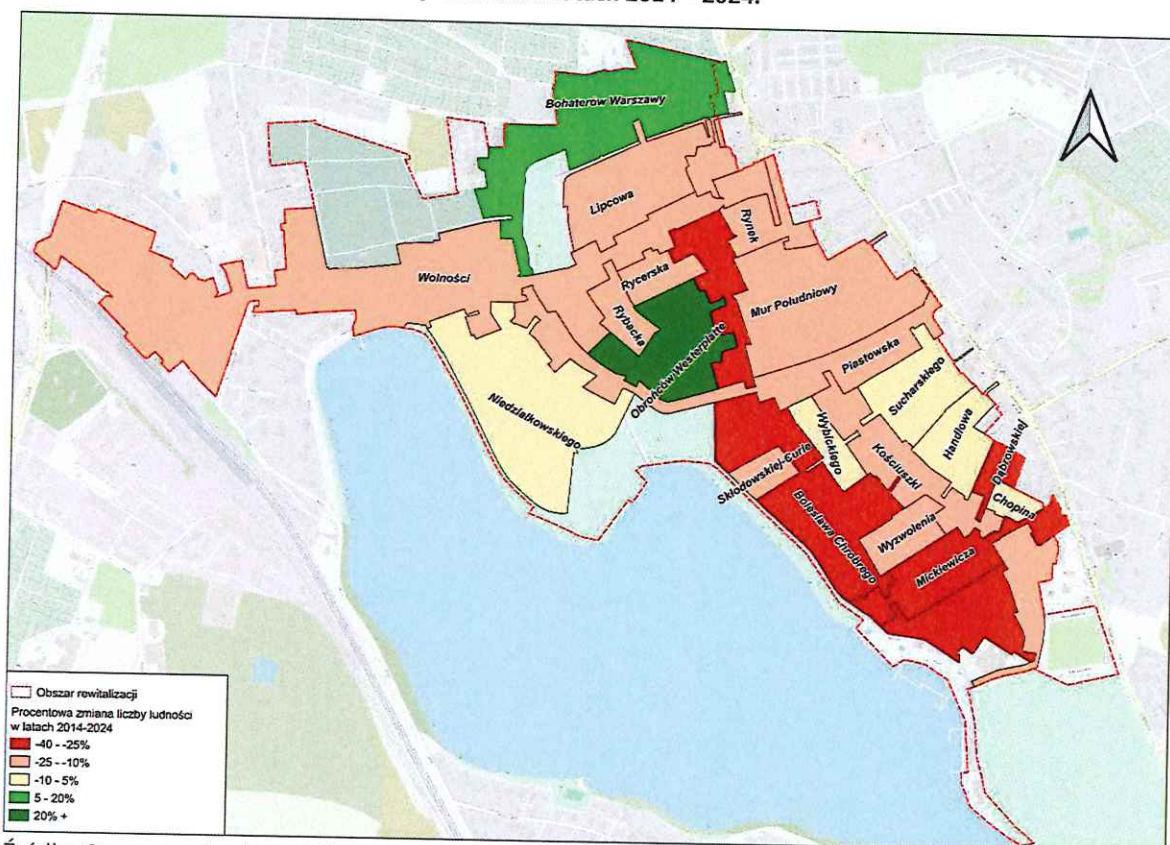 2024.
Bohaterów Warszawy
Lipcowa
Rynek
Wolności
Rycerska
Rybacka
Mur Południowy
Obrońców Westerplatte
Piastowska
Niedziałkowskiego
Sucharskiego
Wybickiego
Handlowa
Dąbrowskiej
Skłodowskiej-Curie
Kościuszki
Chopina
Bolesława Chrobrego
Wyzwolenia
Mickiewicza
Obszar rewitalizacji
Procentowa zmiana liczby ludności
w latach 2014-2024
-40 - -25%
-25 - -10%
-10 - 5%
5 - 20%
20% +